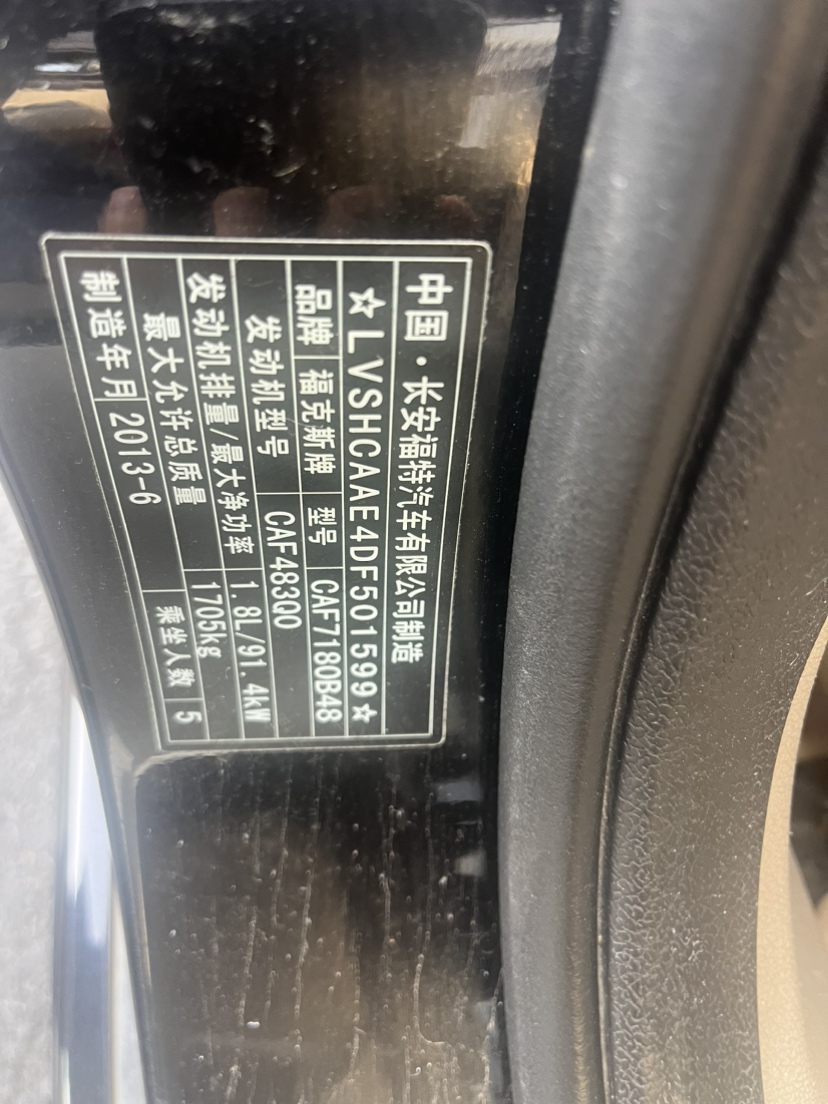 中国·长安福特汽车有限公司制造
☆LVSHCAAE4DF501599☆
品牌 福克斯牌 型号 CAF7180B48
发动机型号 CAF483Q0
发动机排量/最大净功率 1.8L/91.4kW
最大允许总质量 1705kg
制造年月 2013-6 乘坐人数 5